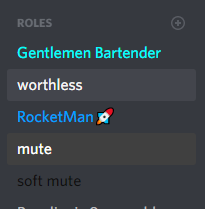 ROLES
Gentlemen Bartender
worthless
RocketMan🚀
mute
soft mute